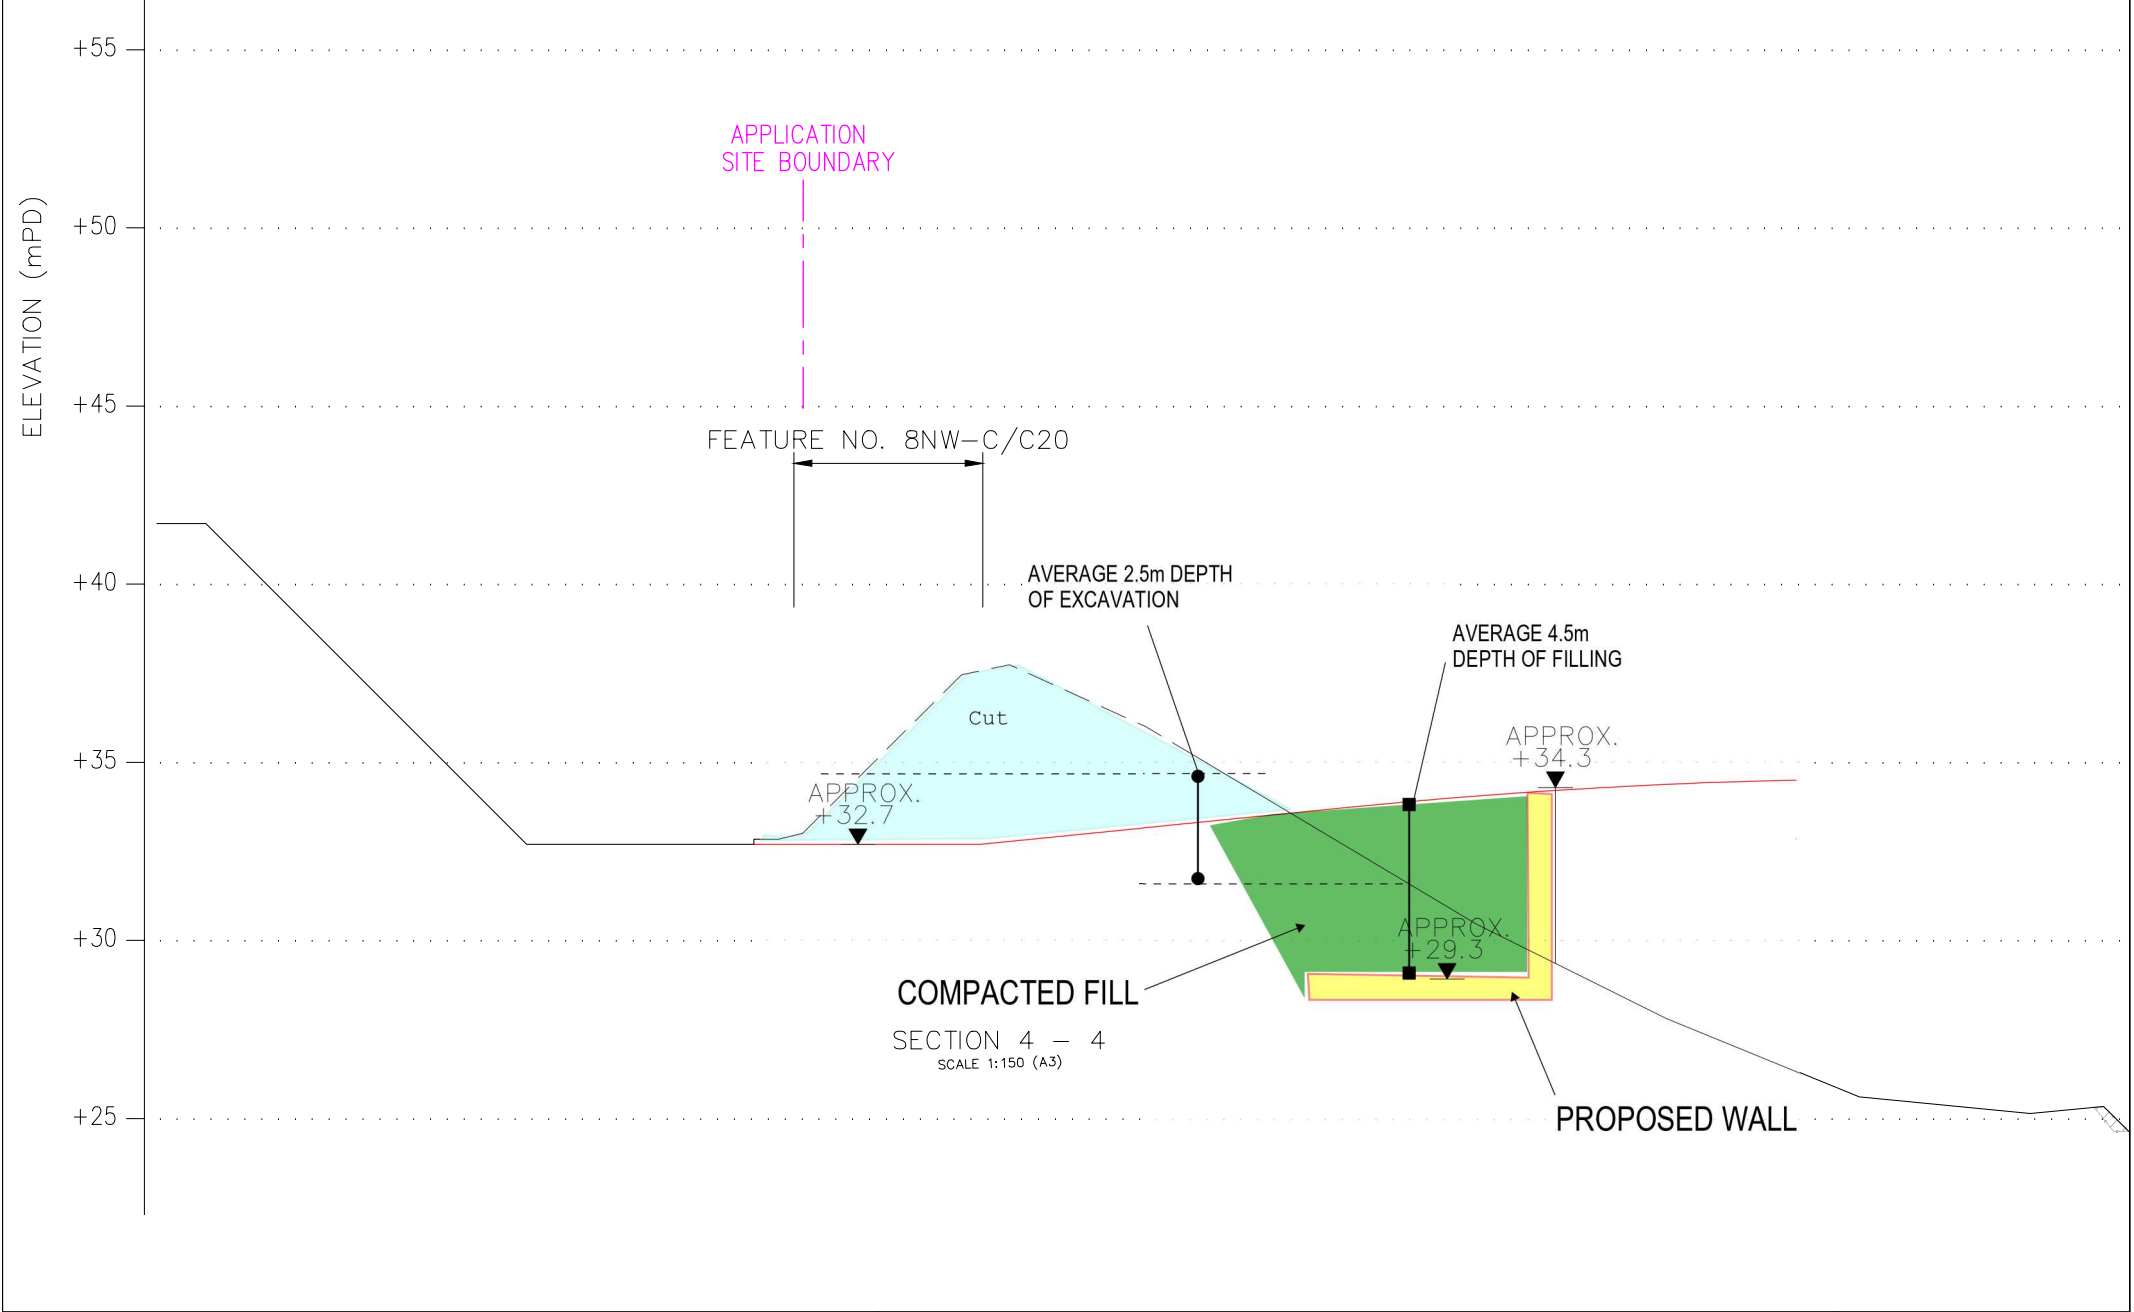 +55
APPLICATION
SITE BOUNDARY
+50
ELEVATION (mPD)
+45
FEATURE NO. 8NW-C/C20
+40
AVERAGE 2.5m DEPTH
OF EXCAVATION
AVERAGE 4.5m
DEPTH OF FILLING
Cut
+35
APPROX.
+34.3
APPROX.
+32.7
+30
APPROX.
+29.3
COMPACTED FILL
SECTION 4 - 4
SCALE 1:150 (A3)
+25
PROPOSED WALL